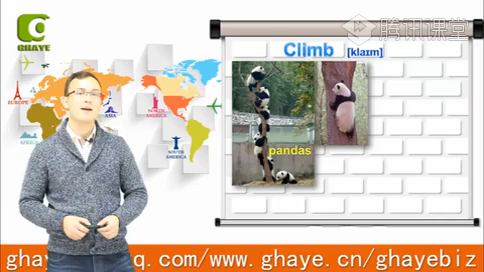 GHAYE
腾讯课堂
Climb [klaɪm]
EUROPE
ASIA
NORTH
AMERICA
AFRICA
SOUTH
AMERICA
pandas
q.com/www.ghaye.cn/ghayebiz